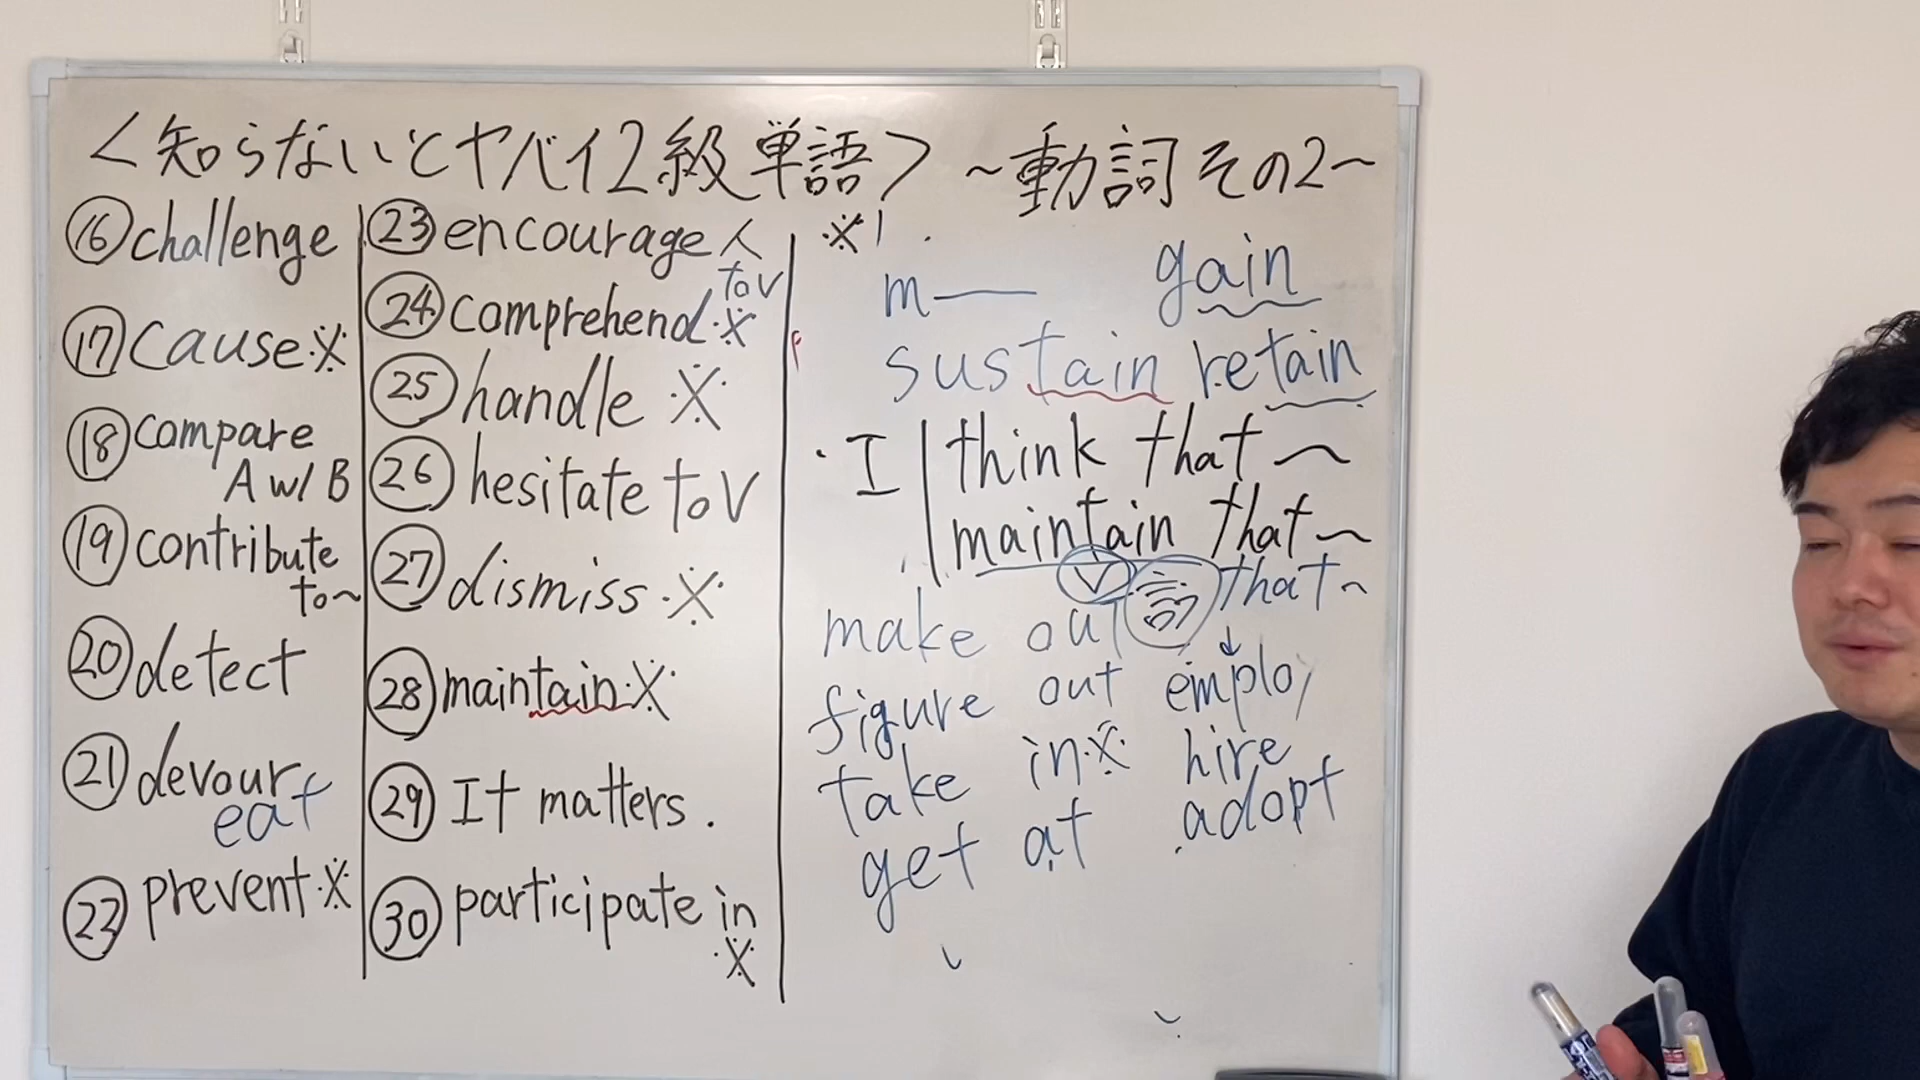 <知らないとヤバイ2級単語> ~動詞 その2~
⑯challenge
⑰cause※
⑱compare
A w/ B
⑲contribute
to~
⑳detect
㉑devour
eat
㉒prevent※
㉓encourage 人
to V
㉔comprehend※
㉕handle ※
㉖hesitate to V
㉗dismiss※
㉘maintain※
㉙It matters.
㉚participate in
※
※1
m— gain
sustain retain
・I think that ~
maintain that ~
V 言 that ~
make out
figure out employ
take in※ hire
get at adopt